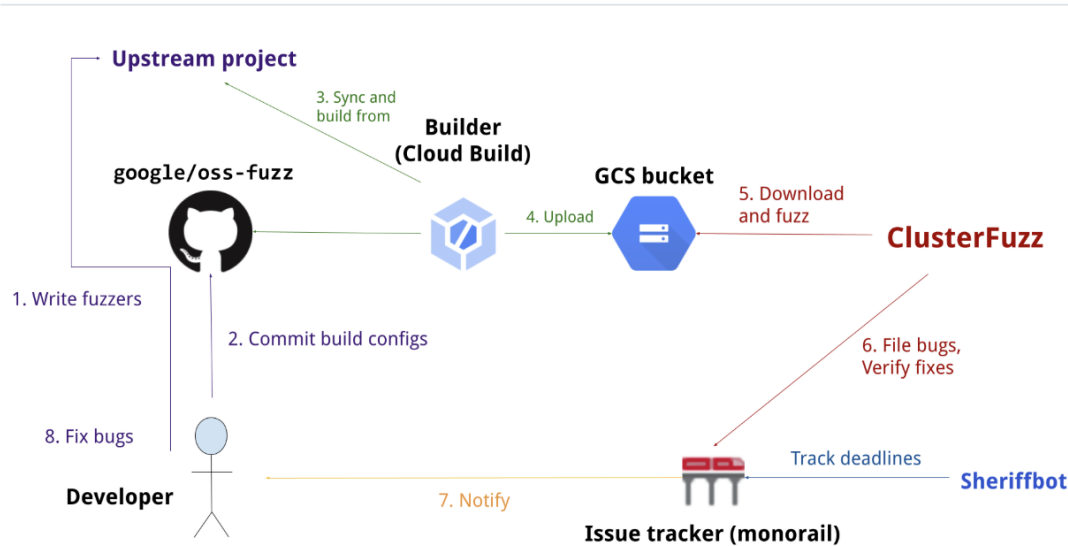 Upstream project
3. Sync and
build from
Builder
(Cloud Build)
google/oss-fuzz
GCS bucket
5. Download
and fuzz
4. Upload
ClusterFuzz
1. Write fuzzers
2. Commit build configs
6. File bugs,
Verify fixes
8. Fix bugs
Track deadlines
Sheriffbot
Developer
7. Notify
Issue tracker (monorail)